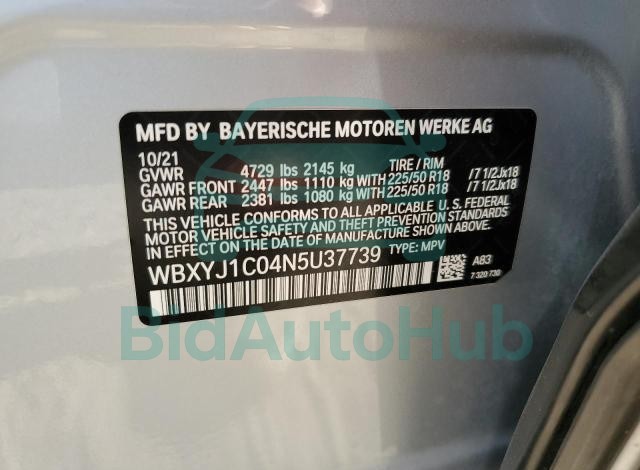 MFD BY BAYERISCHE MOTOREN WERKE AG
10/21
GVWR 4729 lbs 2145 kg TIRE / RIM
GAWR FRONT 2447 lbs 1110 kg WITH 225/50 R18 /7 1/2Jx18
GAWR REAR 2381 lbs 1080 kg WITH 225/50 R18 /7 1/2Jx18
THIS VEHICLE CONFORMS TO ALL APPLICABLE U. S. FEDERAL
MOTOR VEHICLE SAFETY AND THEFT PREVENTION STANDARDS
SHOWN ABOVE. IN EFFECT ON THE DATE OF MANUFACTURE
WBXYJ1C04N5U37739 TYPE: MPV
A83
7 320 730
BidAutoHub